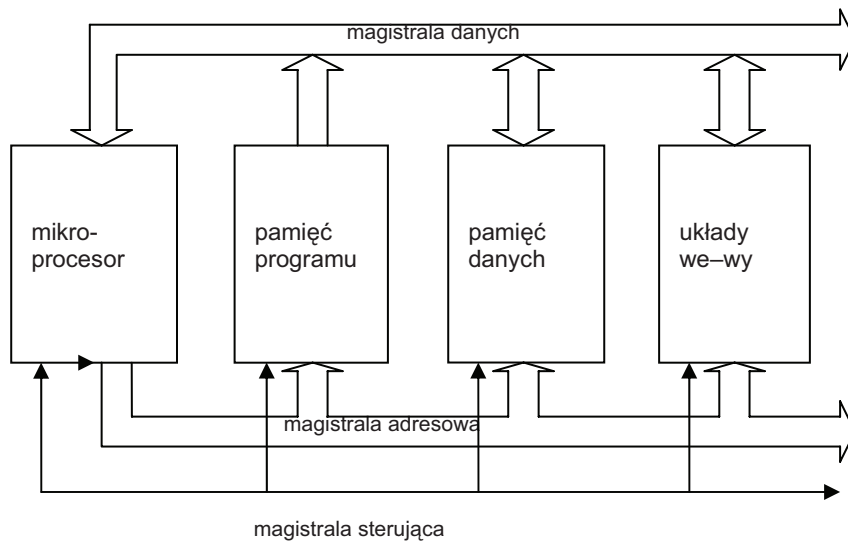 magistrala danych
mikro-
procesor
pamięć
programu
pamięć
danych
układy
we–wy
magistrala adresowa
magistrala sterująca